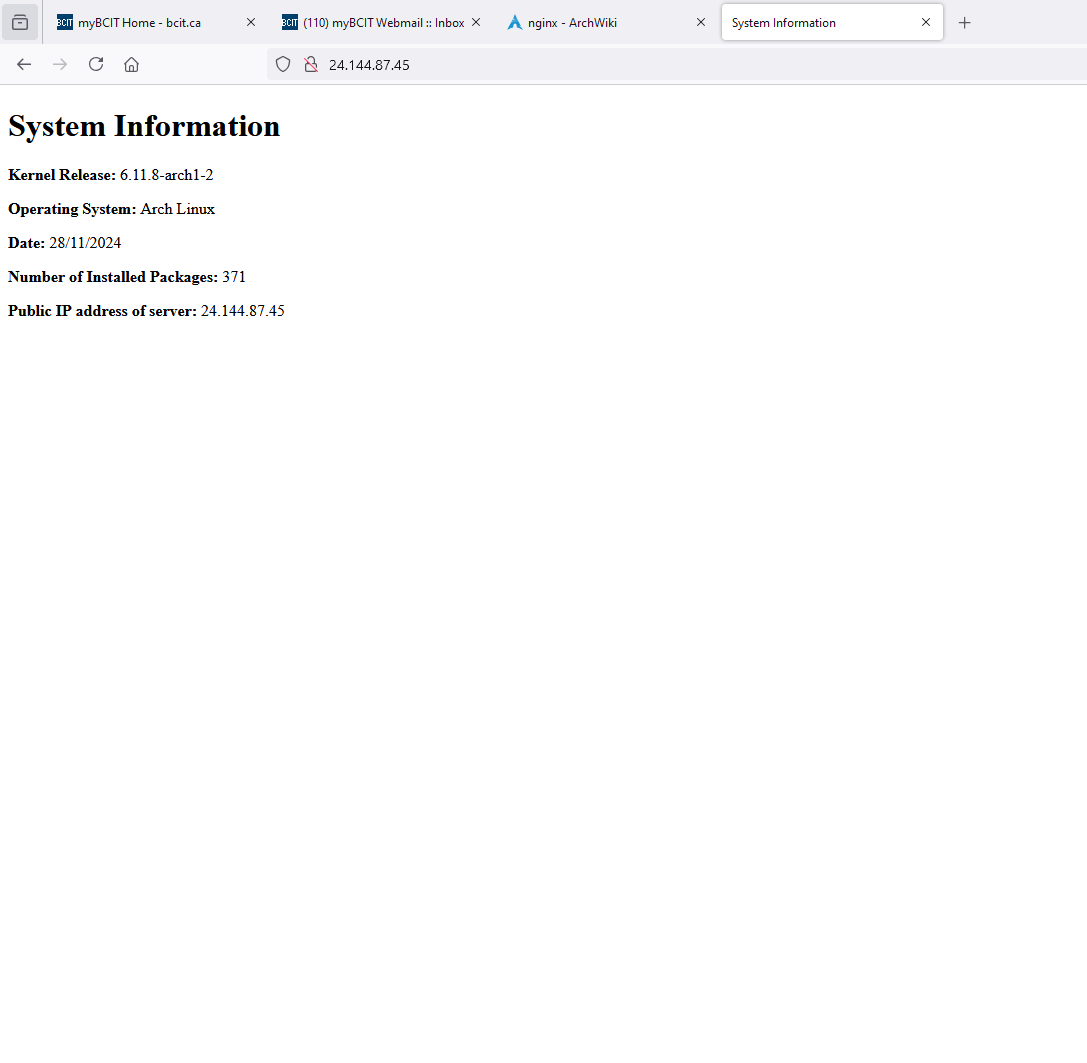 BCIT myBCIT Home - bcit.ca
BCIT (110) myBCIT Webmail :: Inbox
nginx - ArchWiki
System Information
24.144.87.45
System Information
Kernel Release: 6.11.8-arch1-2
Operating System: Arch Linux
Date: 28/11/2024
Number of Installed Packages: 371
Public IP address of server: 24.144.87.45